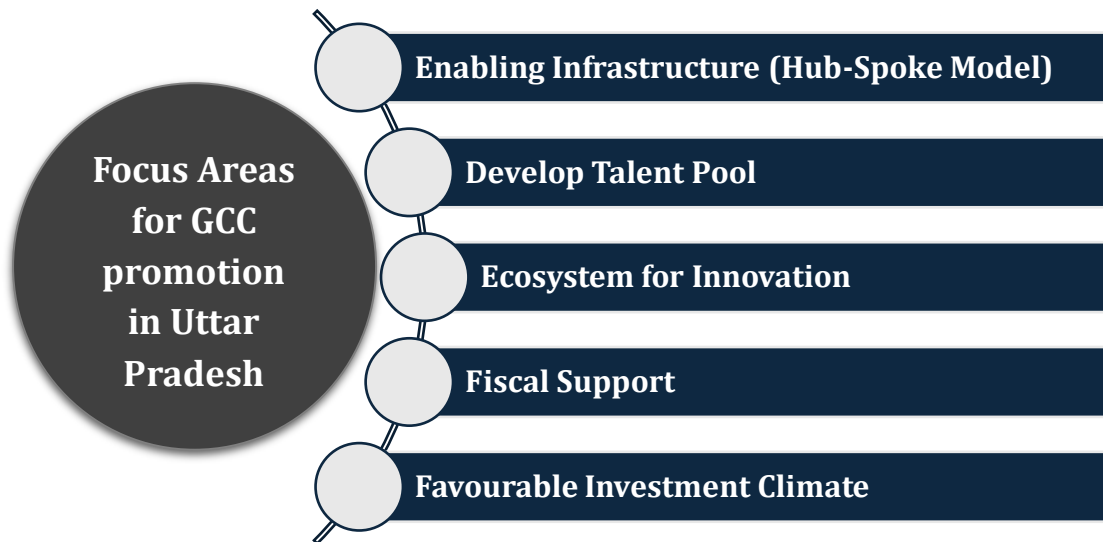 Focus Areas
for GCC
promotion
in Uttar
Pradesh
Enabling Infrastructure (Hub-Spoke Model)
Develop Talent Pool
Ecosystem for Innovation
Fiscal Support
Favourable Investment Climate